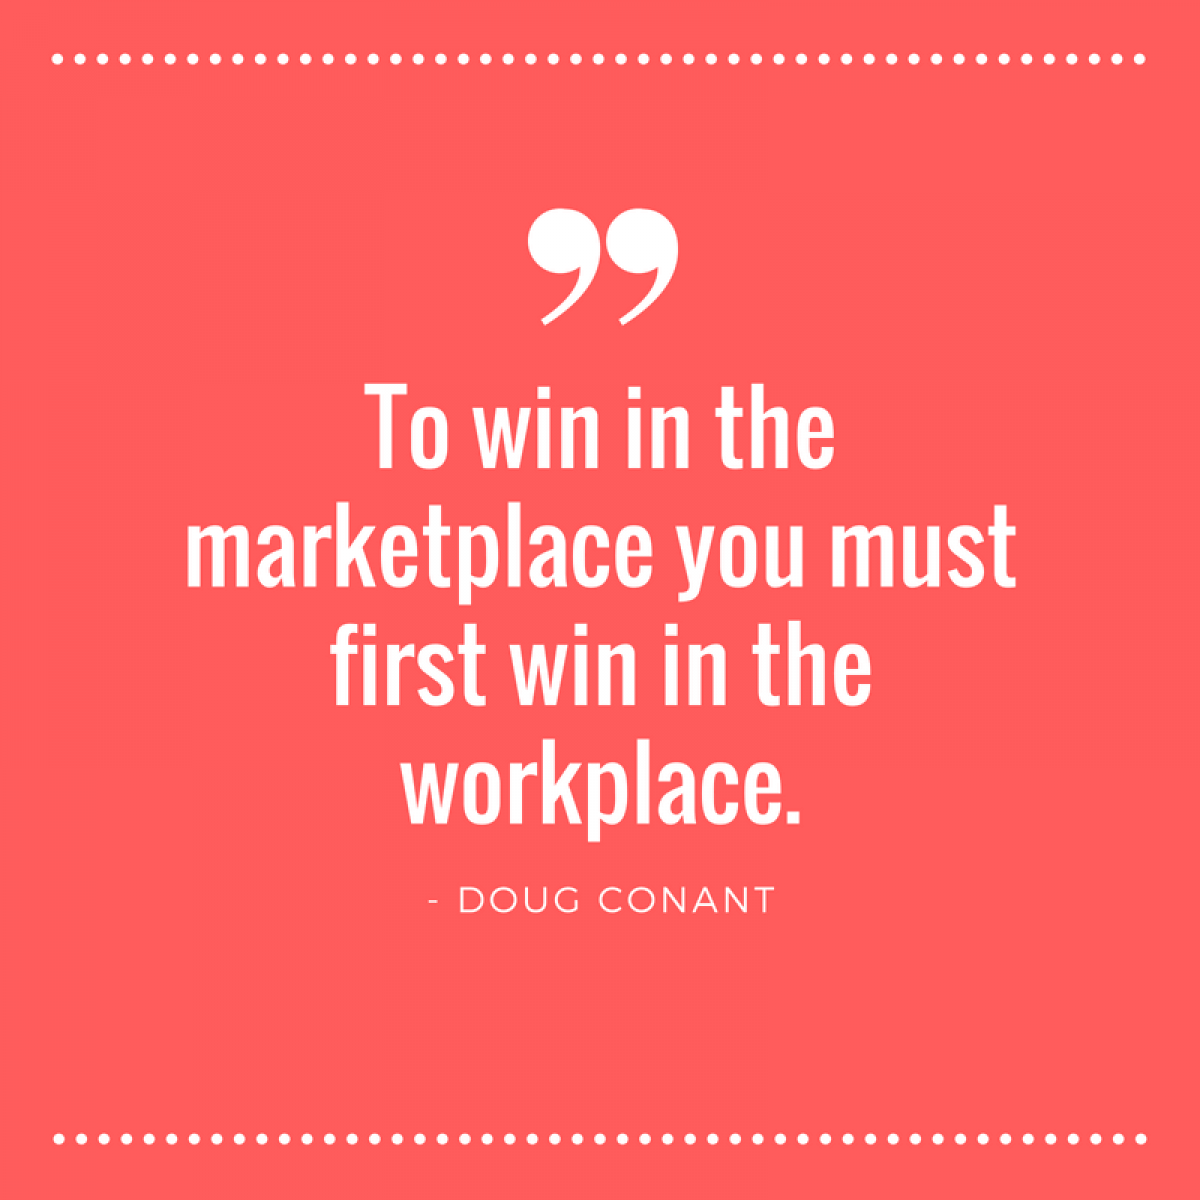 ”
To win in the
marketplace you must
first win in the
workplace.
- DOUG CONANT